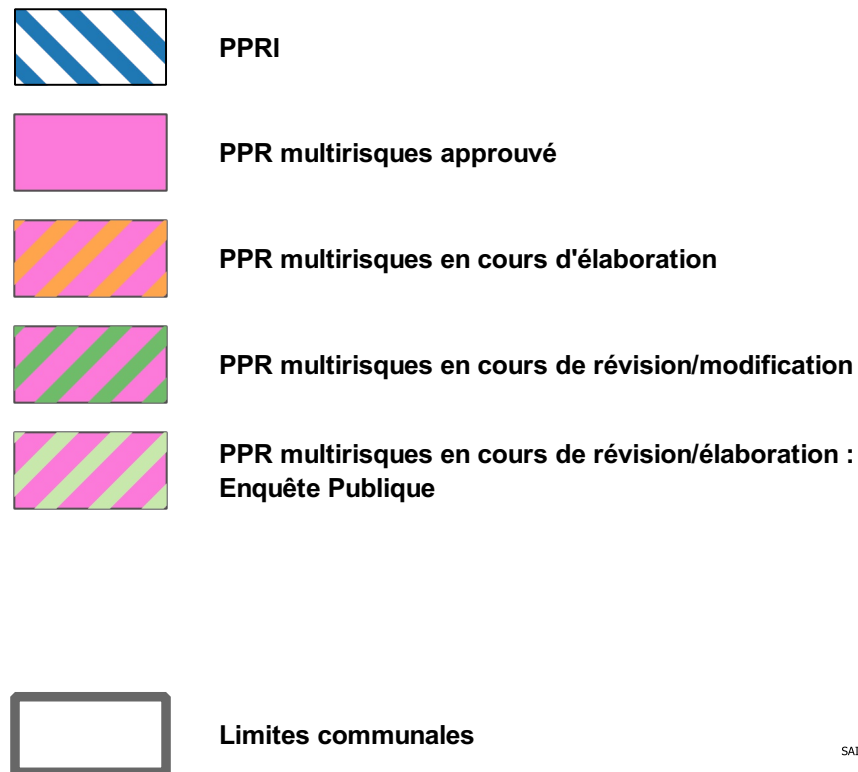 PPRI
PPR multirisques approuvé
PPR multirisques en cours d'élaboration
PPR multirisques en cours de révision/modification
PPR multirisques en cours de révision/élaboration :
Enquête Publique
Limites communales
SAI